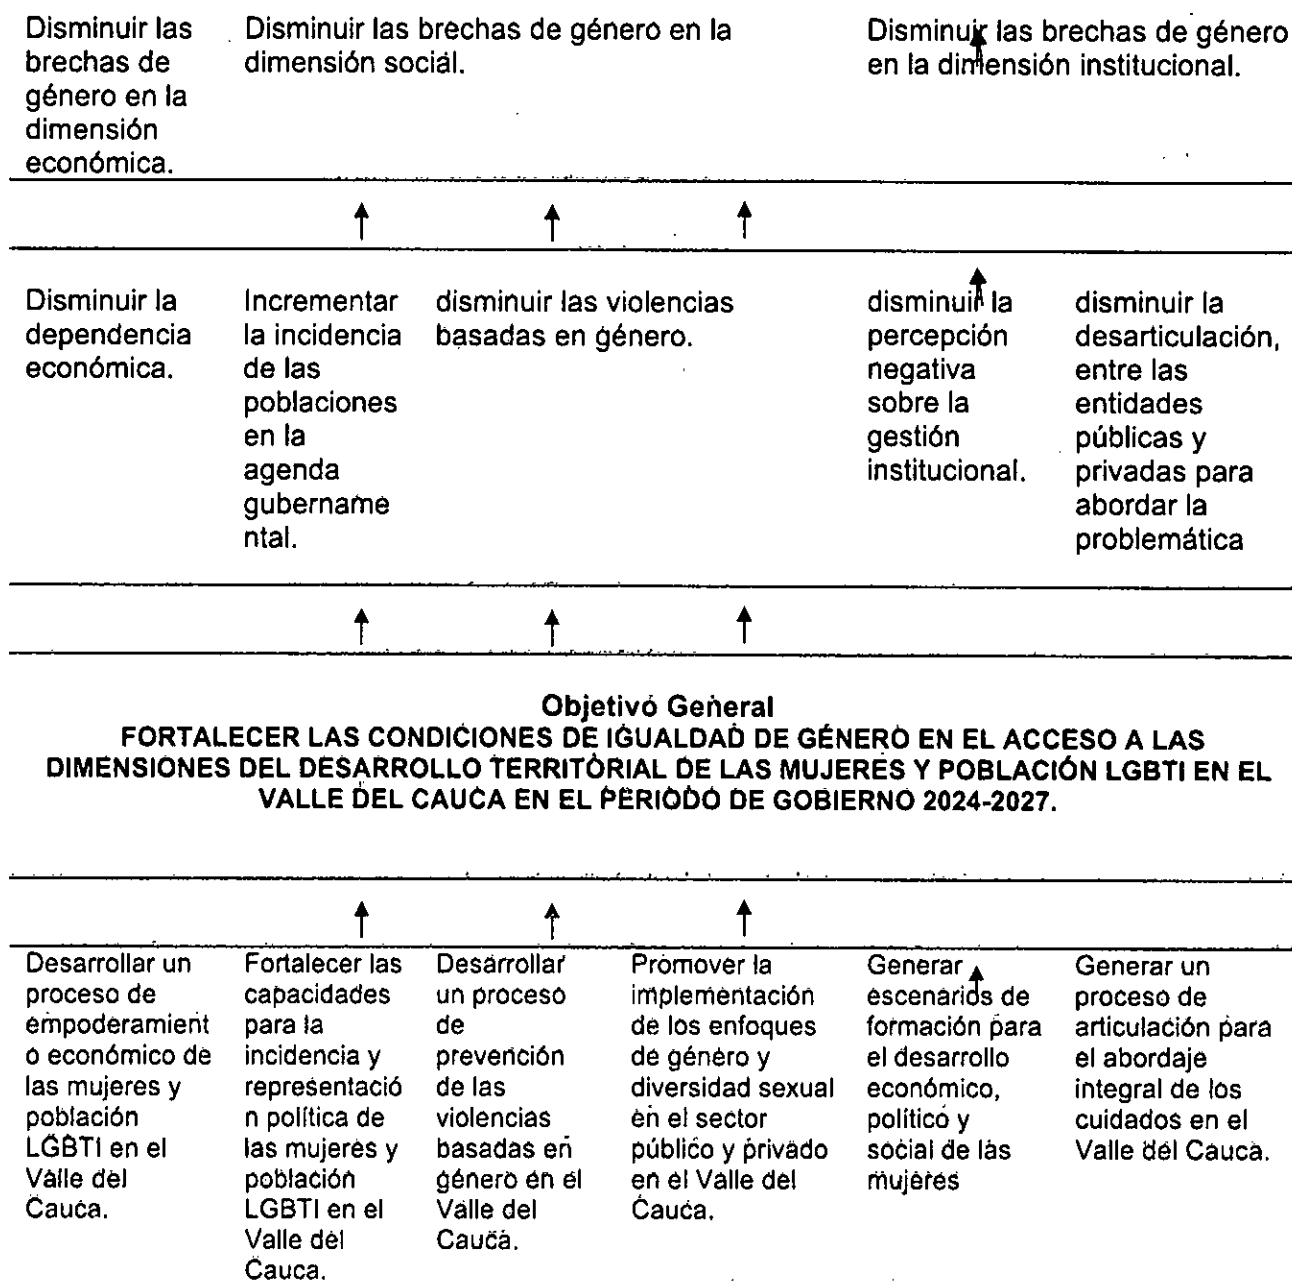 Disminuir las
brechas de
género en la
dimensión
económica.
Disminuir las brechas de género en la
dimensión social.
Disminuir las brechas de género
en la dimensión institucional.
Disminuir la
dependencia
económica.
Incrementar
la incidencia
de las
poblaciones
en la
agenda
gubername
ntal.
disminuir las violencias
basadas en género.
disminuir la
percepción
negativa
sobre la
gestión
institucional.
disminuir la
desarticulación,
entre las
entidades
públicas y
privadas para
abordar la
problemática
Objetivo General
FORTALECER LAS CONDICIONES DE IGUALDAD DE GÉNERO EN EL ACCESO A LAS
DIMENSIONES DEL DESARROLLO TERRITORIAL DE LAS MUJERES Y POBLACIÓN LGBTI EN EL
VALLE DEL CAUCA EN EL PERIODO DE GOBIERNO 2024-2027.
Desarrollar un
proceso de
empoderamient
o económico de
las mujeres y
población
LGBTI en el
Valle del
Cauca.
Fortalecer las
capacidades
para la
incidencia y
representació
n política de
las mujeres y
población
LGBTI en el
Valle del
Cauca.
Desarrollar
un proceso
de
prevención
de las
violencias
basadas en
género en el
Valle del
Cauca.
Promover la
implementación
de los enfoques
de género y
diversidad sexual
en el sector
público y privado
en el Valle del
Cauca.
Generar
escenarios de
formación para
el desarrollo
económico,
político y
social de las
mujeres
Generar un
proceso de
articulación para
el abordaje
integral de los
cuidados en el
Valle del Cauca.